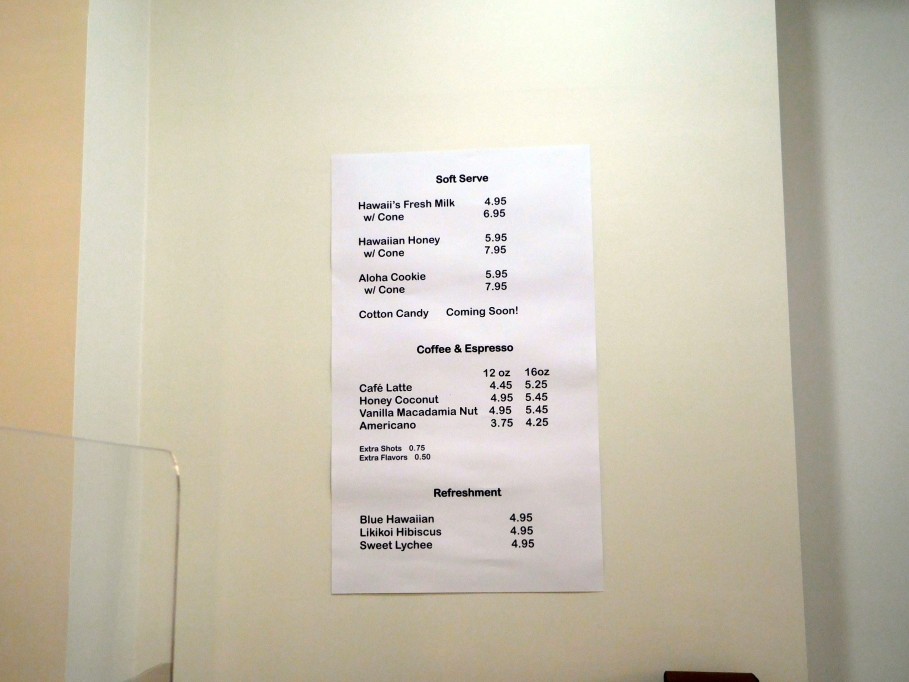 Soft Serve
Hawaii's Fresh Milk 4.95
w/ Cone 6.95
Hawaiian Honey 5.95
w/ Cone 7.95
Aloha Cookie 5.95
w/ Cone 7.95
Cotton Candy Coming Soon!
Coffee & Espresso
12 oz 16oz
Café Latte 4.45 5.25
Honey Coconut 4.95 5.45
Vanilla Macadamia Nut 4.95 5.45
Americano 3.75 4.25
Extra Shots 0.75
Extra Flavors 0.50
Refreshment
Blue Hawaiian 4.95
Likikoi Hibiscus 4.95
Sweet Lychee 4.95